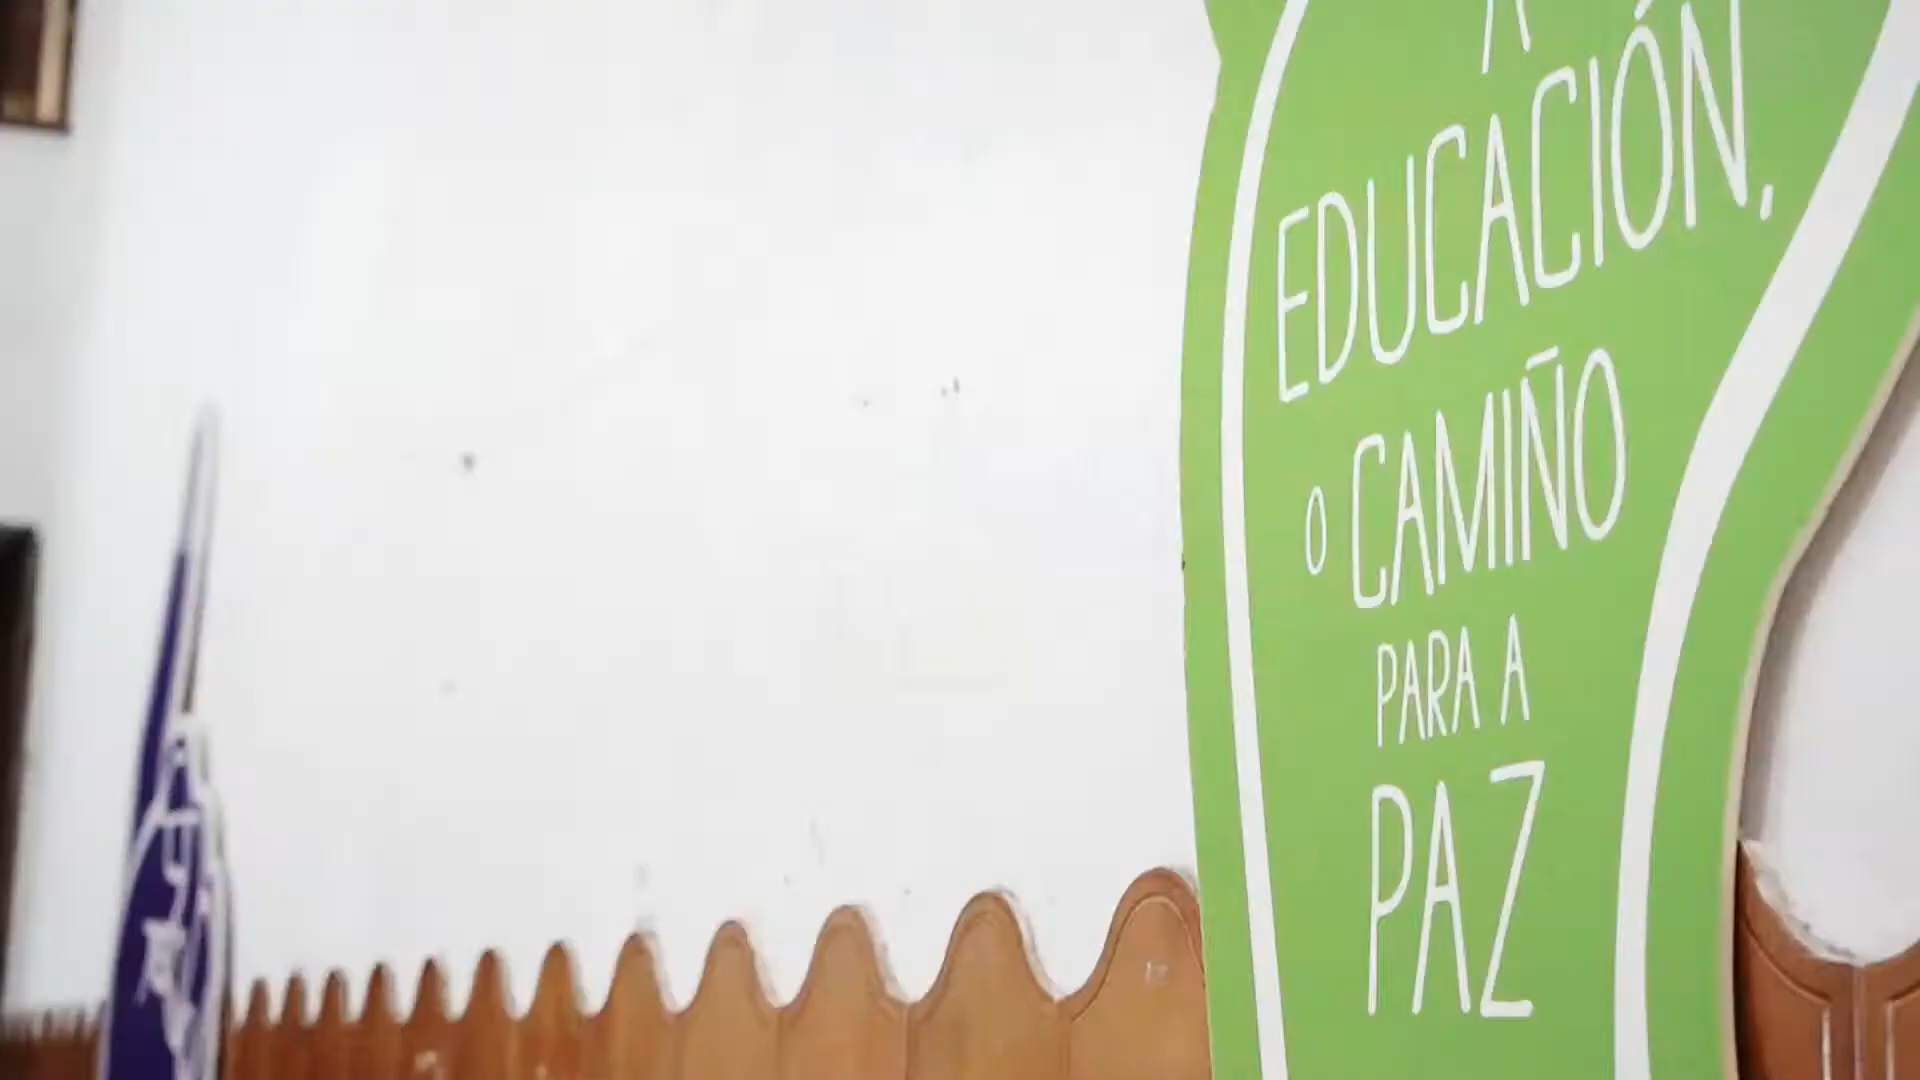 A
EDUCACIÓN,
O CAMIÑO
PARA A
PAZ